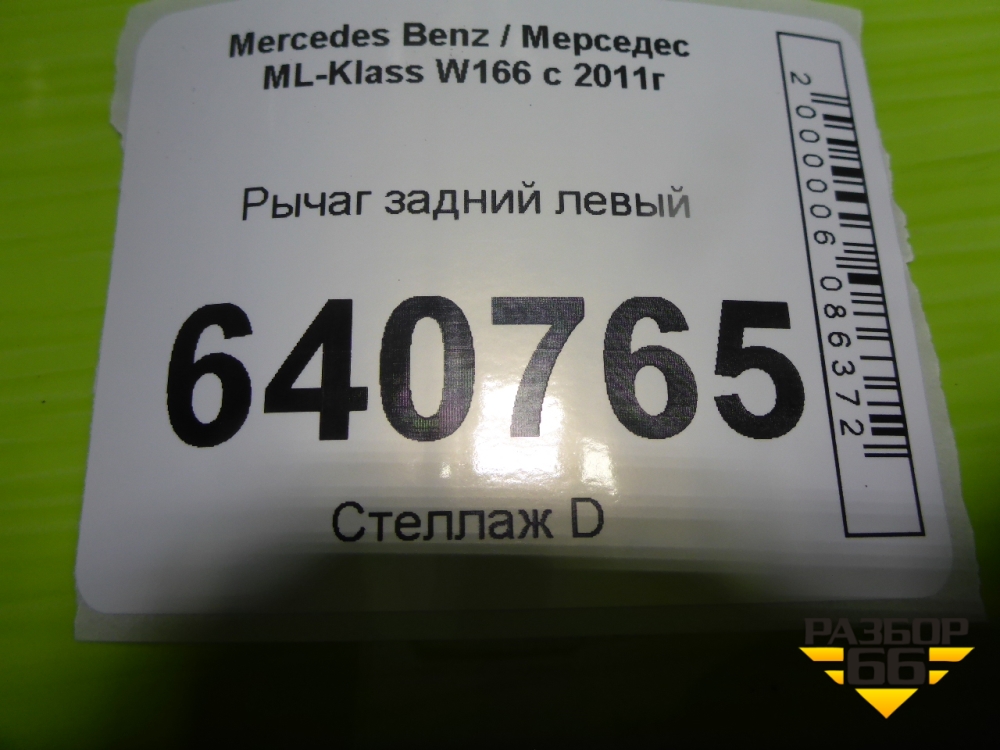 Mercedes Benz / Мерседес
ML-Klass W166 с 2011г
Рычаг задний левый
640765
Стеллаж D
2000006086372
РАЗБОР
66